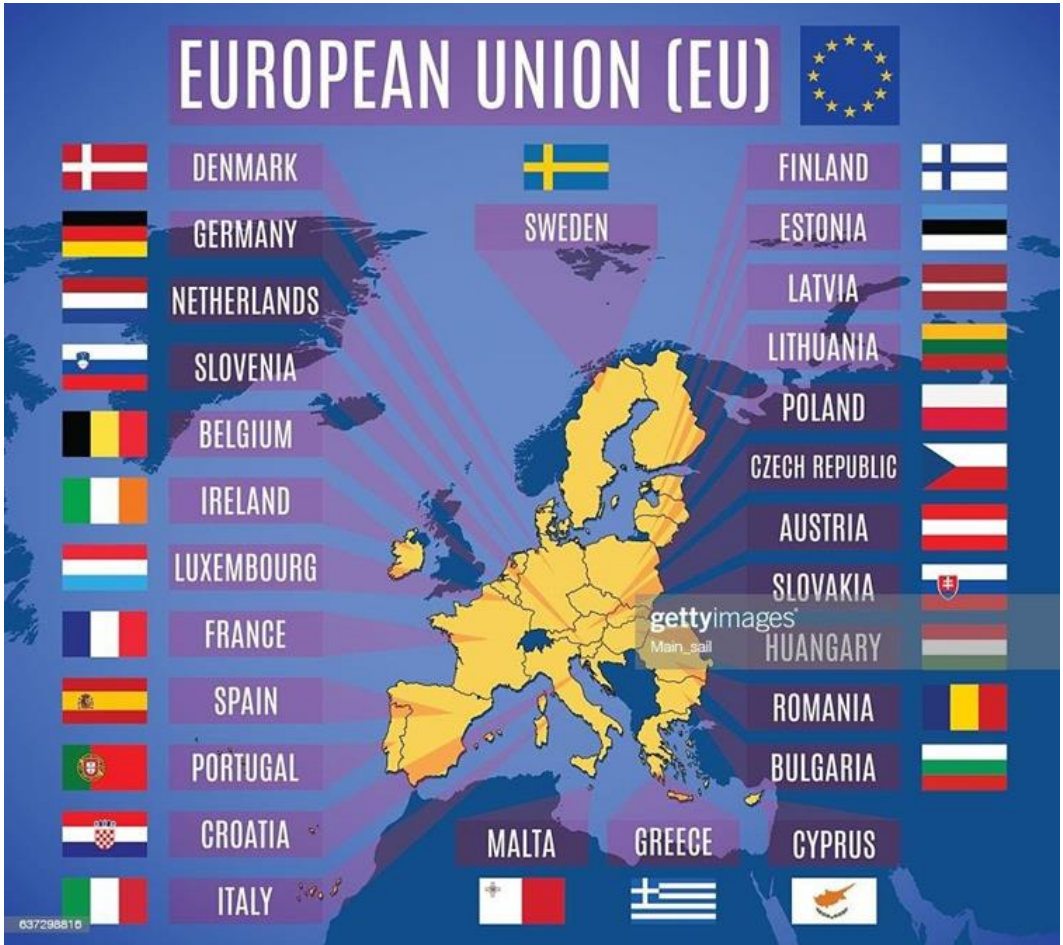 EUROPEAN UNION (EU)
DENMARK
GERMANY
NETHERLANDS
SLOVENIA
BELGIUM
IRELAND
LUXEMBOURG
FRANCE
SPAIN
PORTUGAL
CROATIA
ITALY
SWEDEN
FINLAND
ESTONIA
LATVIA
LITHUANIA
POLAND
CZECH REPUBLIC
AUSTRIA
SLOVAKIA
HUANGARY
ROMANIA
BULGARIA
MALTA
GREECE
CYPRUS
gettyimages®
Main_sail
637298816